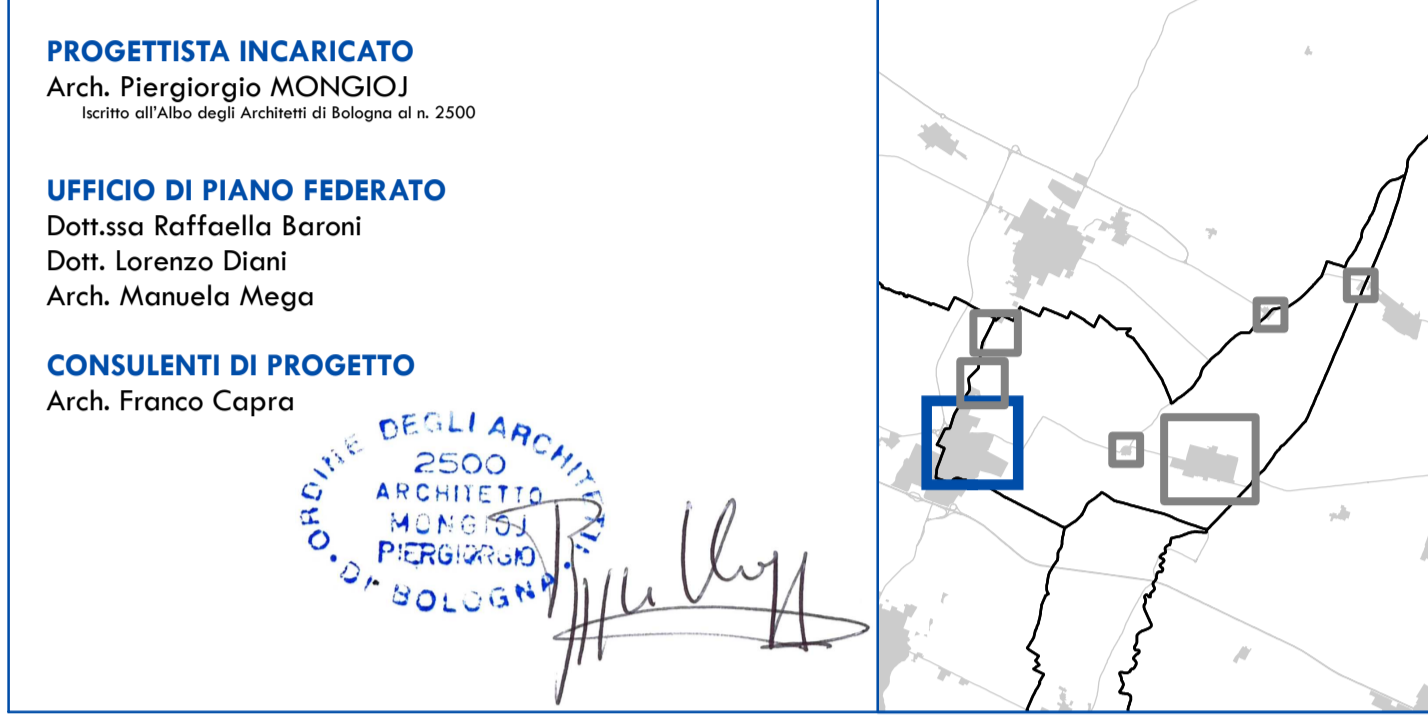 PROGETTISTA INCARICATO
Arch. Piergiorgio MONGIOJ
Iscritto all'Albo degli Architetti di Bologna al n. 2500
UFFICIO DI PIANO FEDERATO
Dott.ssa Raffaella Baroni
Dott. Lorenzo Diani
Arch. Manuela Mega
CONSULENTI DI PROGETTO
Arch. Franco Capra
ORDINE DEGLI ARCHITETTI
2500
ARCHITETTO
MONGIOJ
PIERGIORGIO
DI BOLOGNA